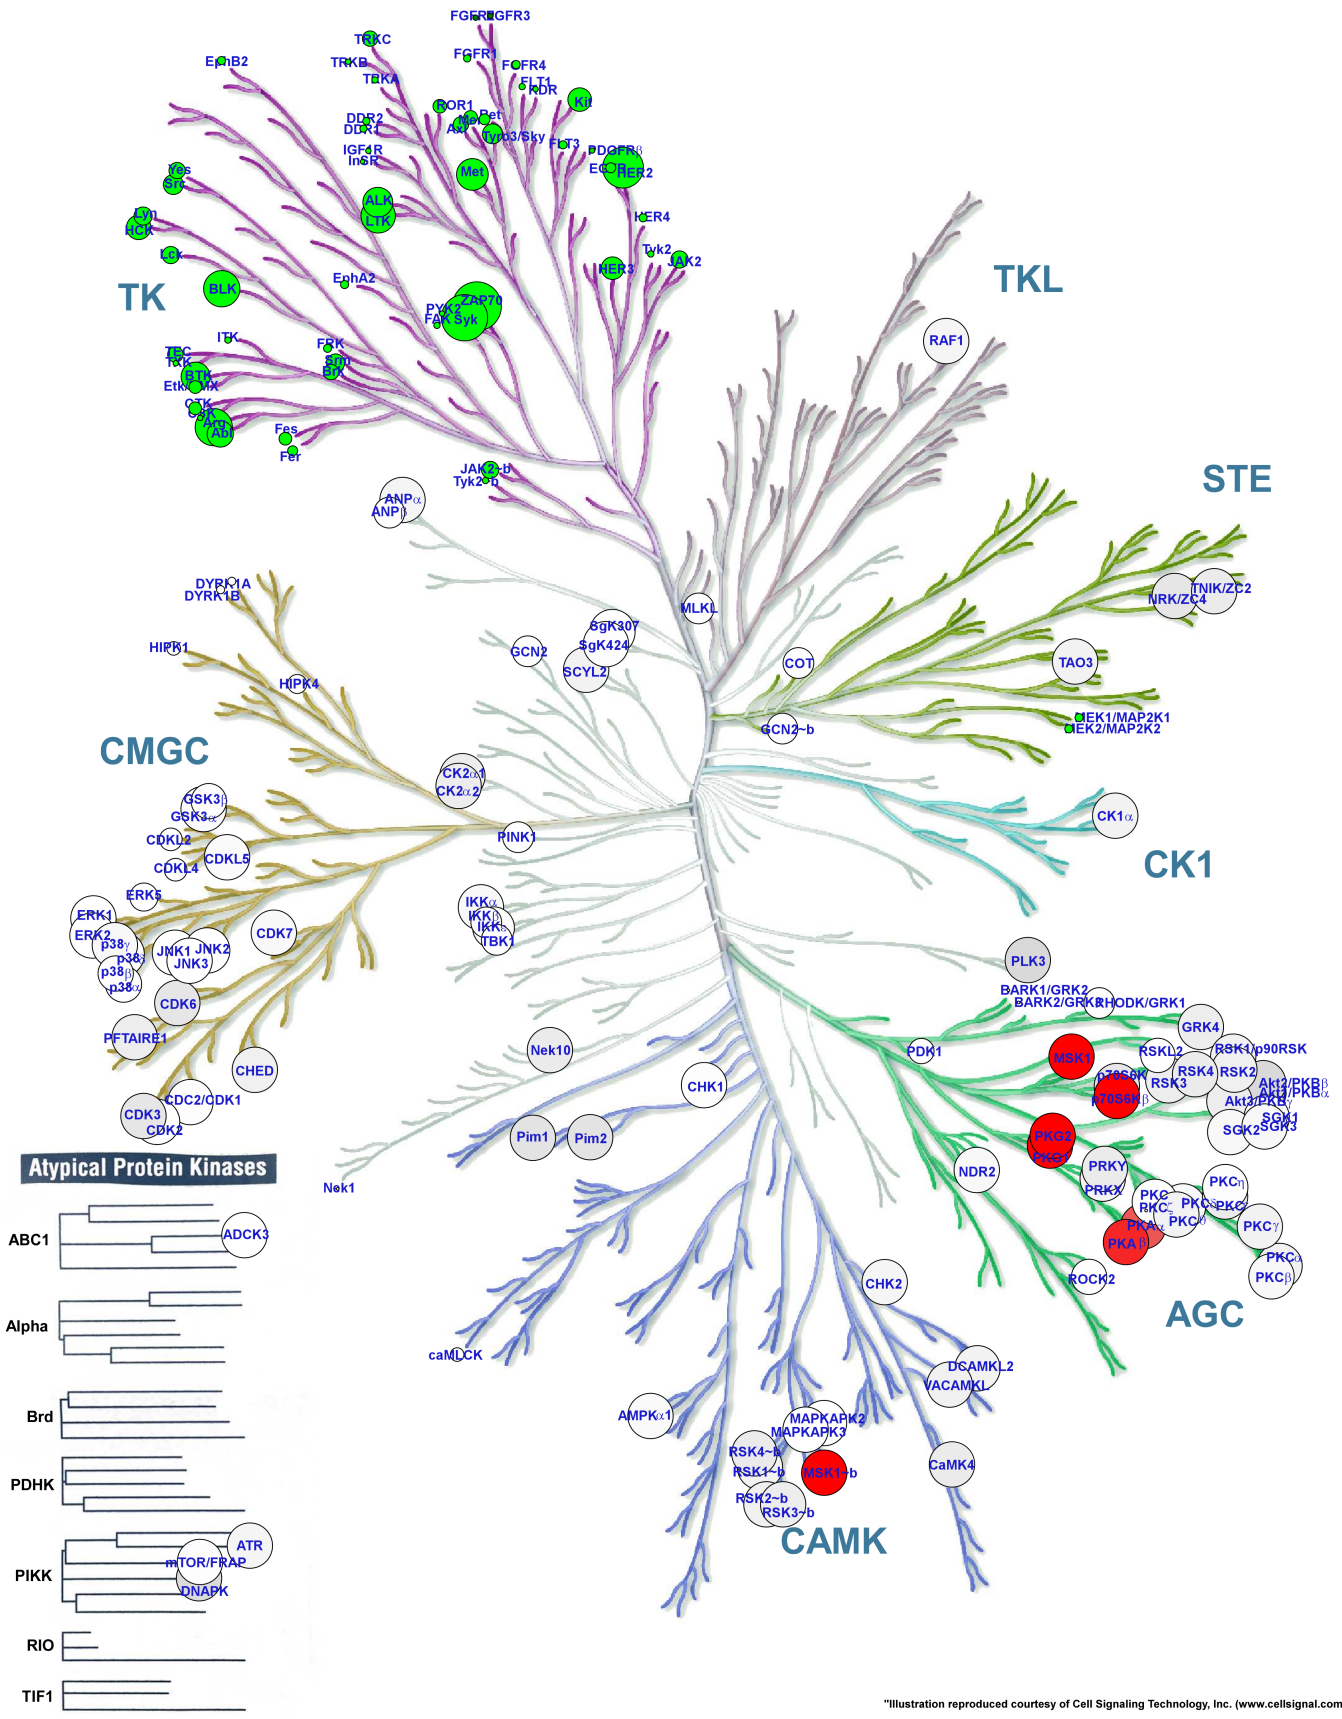 FGFR2
FGFR3
TRKC
FGFR1
EphB2
TRKB
FGFR4
TRKA
FLT1
KDR
Kit
ROR1
Ret
Mer
DDR2
Axl
DDR1
Tyro3/Sky
FLT3
IGF1R
PDGFRβ
InSR
EGFR
HER2
Met
Yes
Src
ALK
LTK
Lyn
HCK
HER4
Tyk2
JAK2
Lck
HER3
EphA2
BLK
TK
TKL
ZAP70
PYK2
FAK
Syk
ITK
FRK
RAF1
TEC
TXK
Srm
Brk
BTK
Etk/BMX
CTK
CSK
Arg
Abl
Fes
Fer
JAK2~b
Tyk2~b
STE
ANPα
ANPβ
DYRK1A
DYRK1B
TNIK/ZC2
NRK/ZC4
MLKL
SgK307
SgK424
SCYL2
GCN2
HIPK1
COT
TAO3
HIPK4
MEK1/MAP2K1
MEK2/MAP2K2
GCN2~b
CMGC
CK2α1
CK2α2
GSK3β
GSK3α
CK1α
CDKL2
PINK1
CDKL5
CDKL4
CK1
ERK5
IKKα
IKKβ
IKKε
TBK1
ERK1
ERK2
p38γ
p38δ
p38β
p38α
JNK1
JNK2
JNK3
CDK7
PLK3
BARK1/GRK2
BARK2/GRK3
RHODK/GRK1
CDK6
GRK4
PFTAIRE1
Nek10
PDK1
MSK1
RSKL2
RSK1/p90RSK
CHED
RSK4
RSK2
p70S6K
RSK3
p70S6Kβ
Akt2/PKBβ
Akt1/PKBα
Akt3/PKBγ
CHK1
CDC2/CDK1
CDK3
CDK2
SGK1
SGK2
SGK3
Pim1
Pim2
PKG2
PKG1
Atypical Protein Kinases
NDR2
PRKY
PRKX
Nek1
PKCη
PKCζ
PKCδ
PKCθ
PKAα
PKAβ
PKCγ
ABC1
ADCK3
PKCα
PKCβ
ROCK2
CHK2
AGC
Alpha
caMLCK
DCAMKL2
VACAMKL
Brd
AMPKα1
MAPKAPK2
MAPKAPK3
RSK4~b
RSK1~b
MSK1~b
CaMK4
PDHK
RSK2~b
RSK3~b
CAMK
ATR
mTOR/FRAP
PIKK
DNAPK
RIO
TIF1
"Illustration reproduced courtesy of Cell Signaling Technology, Inc. (www.cellsignal.com